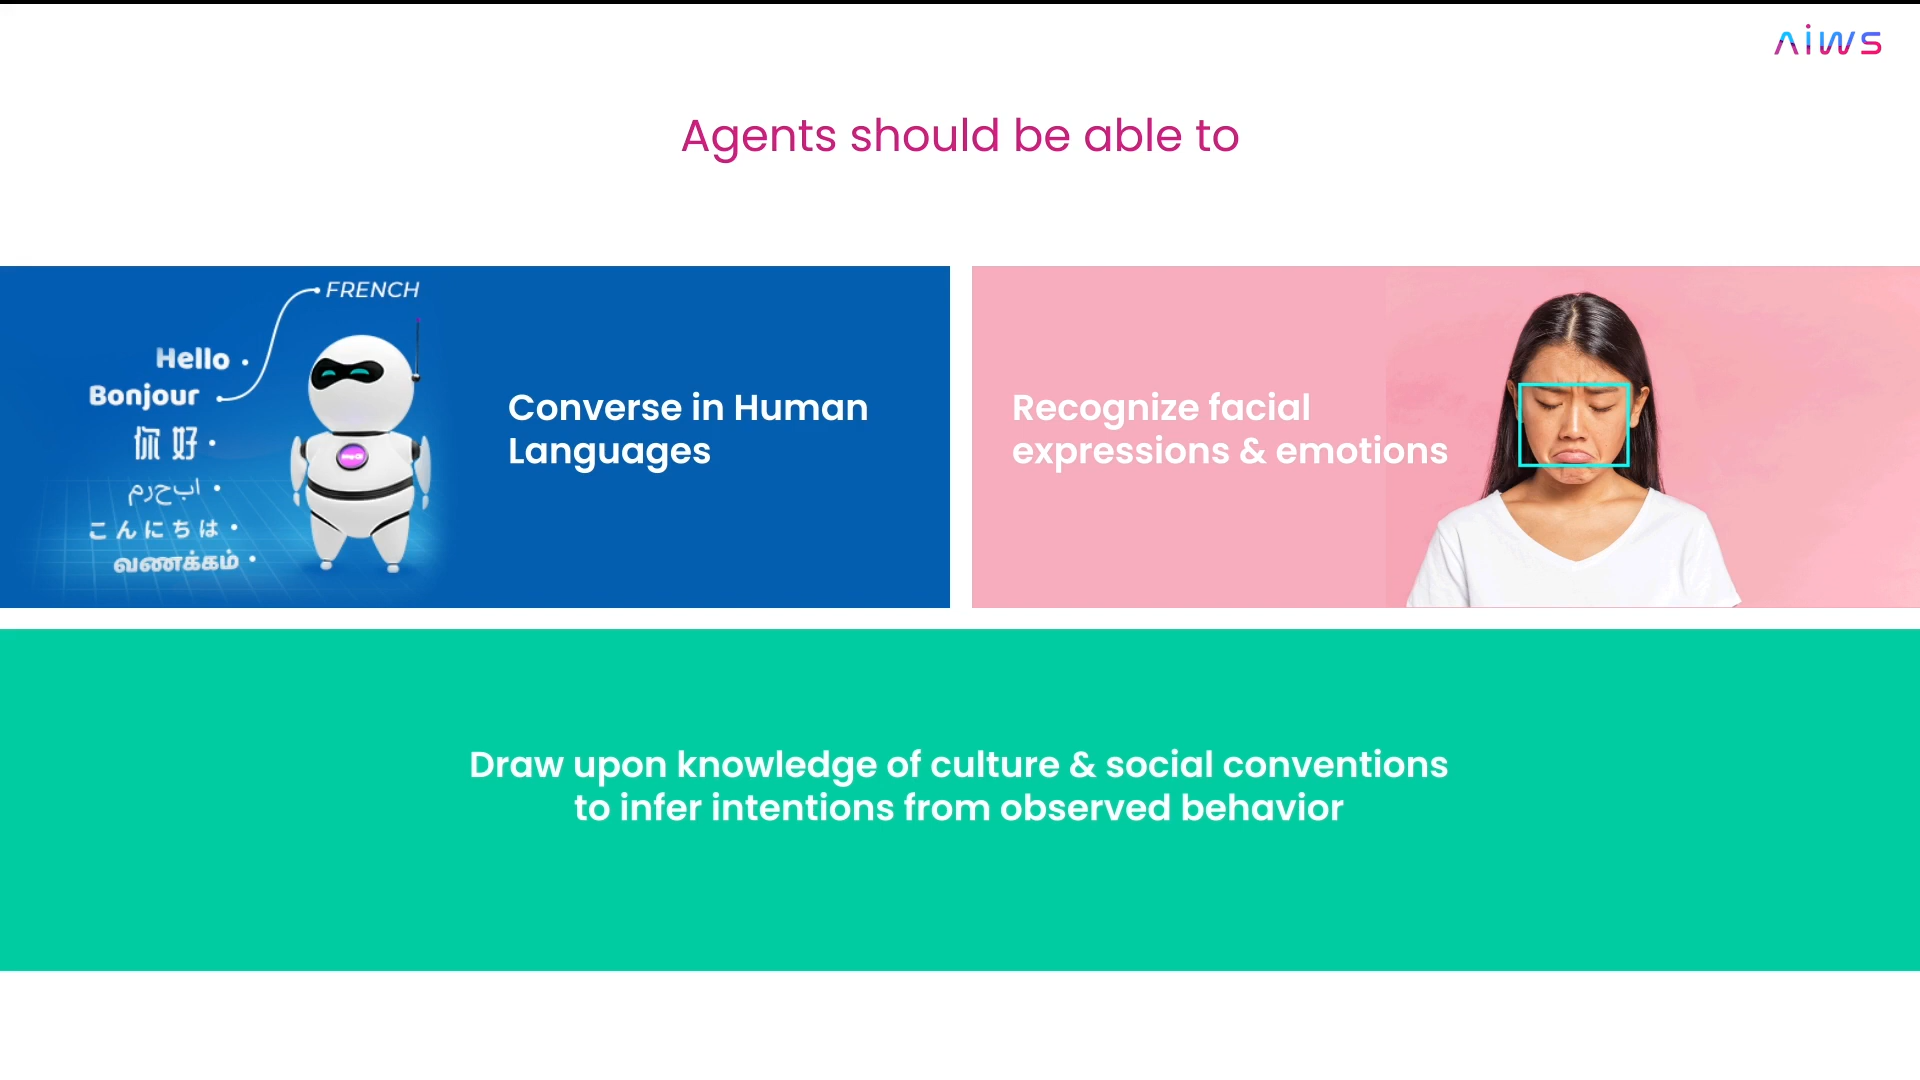 AiWS
Agents should be able to
FRENCH
Hello
Bonjour
你 好
ابحرم
こんにちは
வணக்கம்
Converse in Human
Languages
Recognize facial
expressions & emotions
Draw upon knowledge of culture & social conventions
to infer intentions from observed behavior